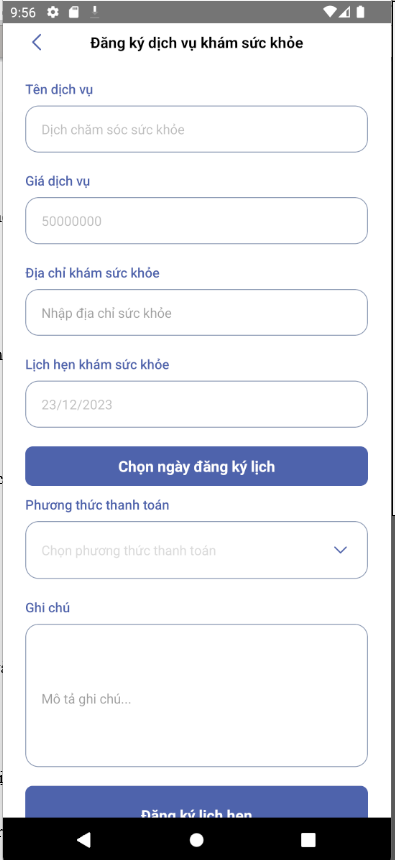 9:56
Đăng ký dịch vụ khám sức khỏe
Tên dịch vụ
Dịch chăm sóc sức khỏe
Giá dịch vụ
50000000
Địa chỉ khám sức khỏe
Nhập địa chỉ sức khỏe
Lịch hẹn khám sức khỏe
23/12/2023
Chọn ngày đăng ký lịch
Phương thức thanh toán
Chọn phương thức thanh toán
Ghi chú
Mô tả ghi chú...
Đăng ký lịch hẹn